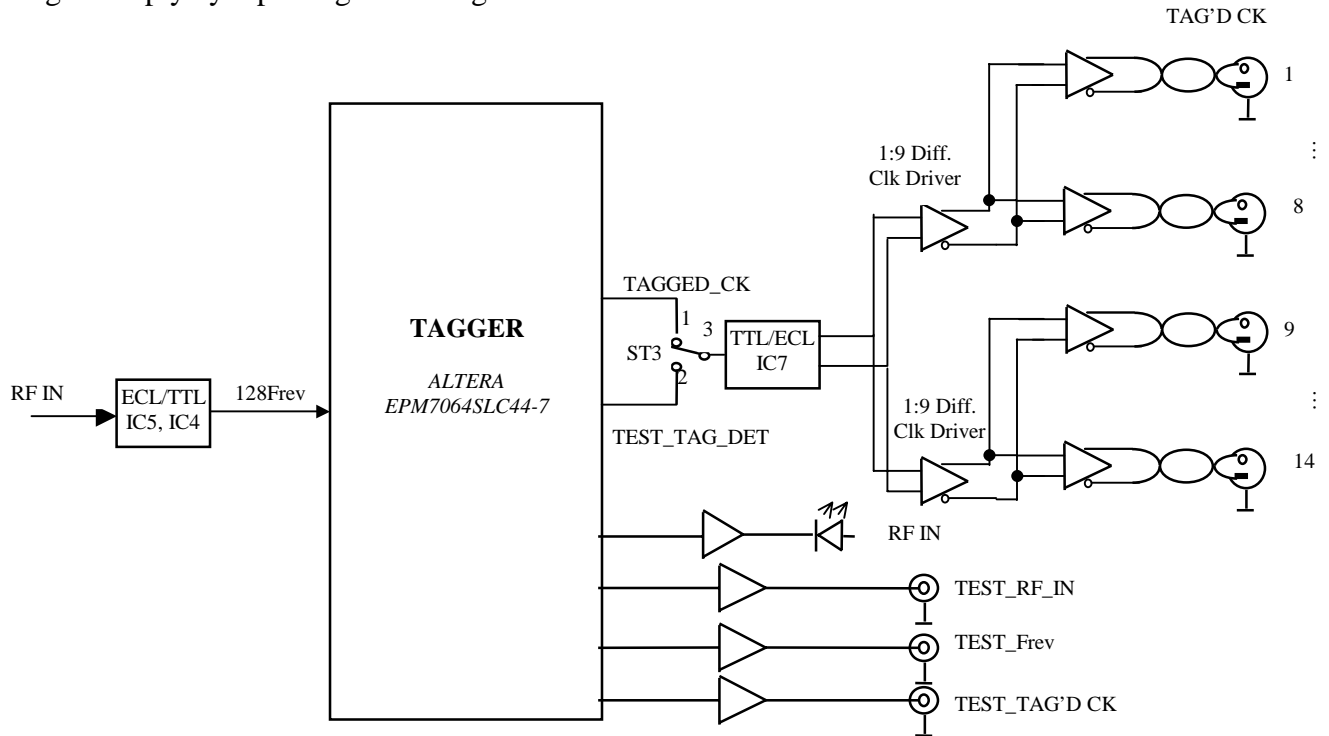 TAG'D CK
1
⋮
1:9 Diff.
Clk Driver
8
TAGGED_CK
TAGGER
1
3
TTL/ECL
IC7
ST3
2
9
ALTERA
EPM7064SLC44-7
RF IN
ECL/TTL
IC5, IC4
128Frev
⋮
1:9 Diff.
Clk Driver
TEST_TAG_DET
14
RF IN
TEST_RF_IN
TEST_Frev
TEST_TAG'D CK